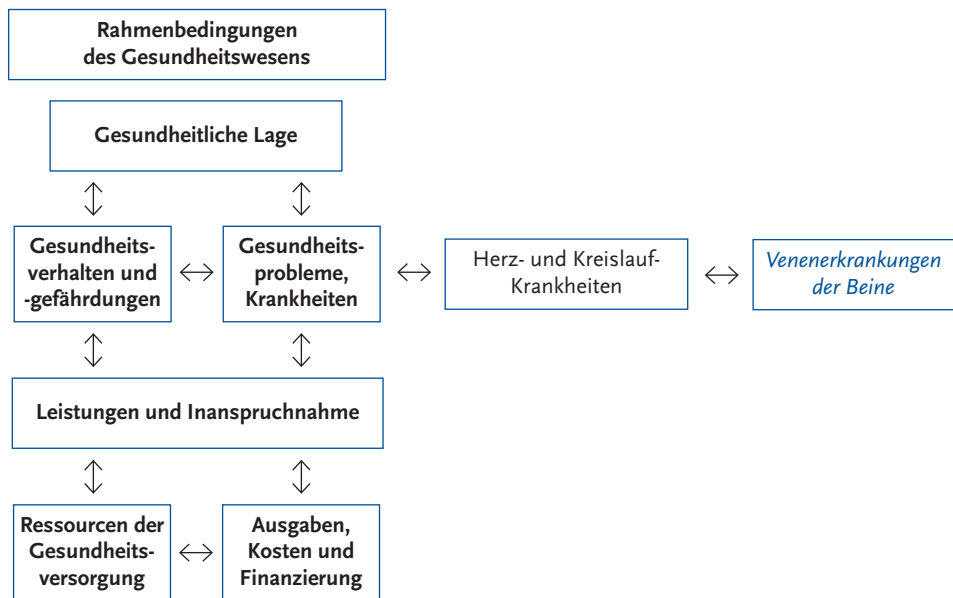 Rahmenbedingungen
des Gesundheitswesens
Gesundheitliche Lage
Gesundheits-
verhalten und
-gefährdungen
Gesundheits-
probleme,
Krankheiten
Herz- und Kreislauf-
Krankheiten
Venenerkrankungen
der Beine
Leistungen und Inanspruchnahme
Ressourcen der
Gesundheits-
versorgung
Ausgaben,
Kosten und
Finanzierung